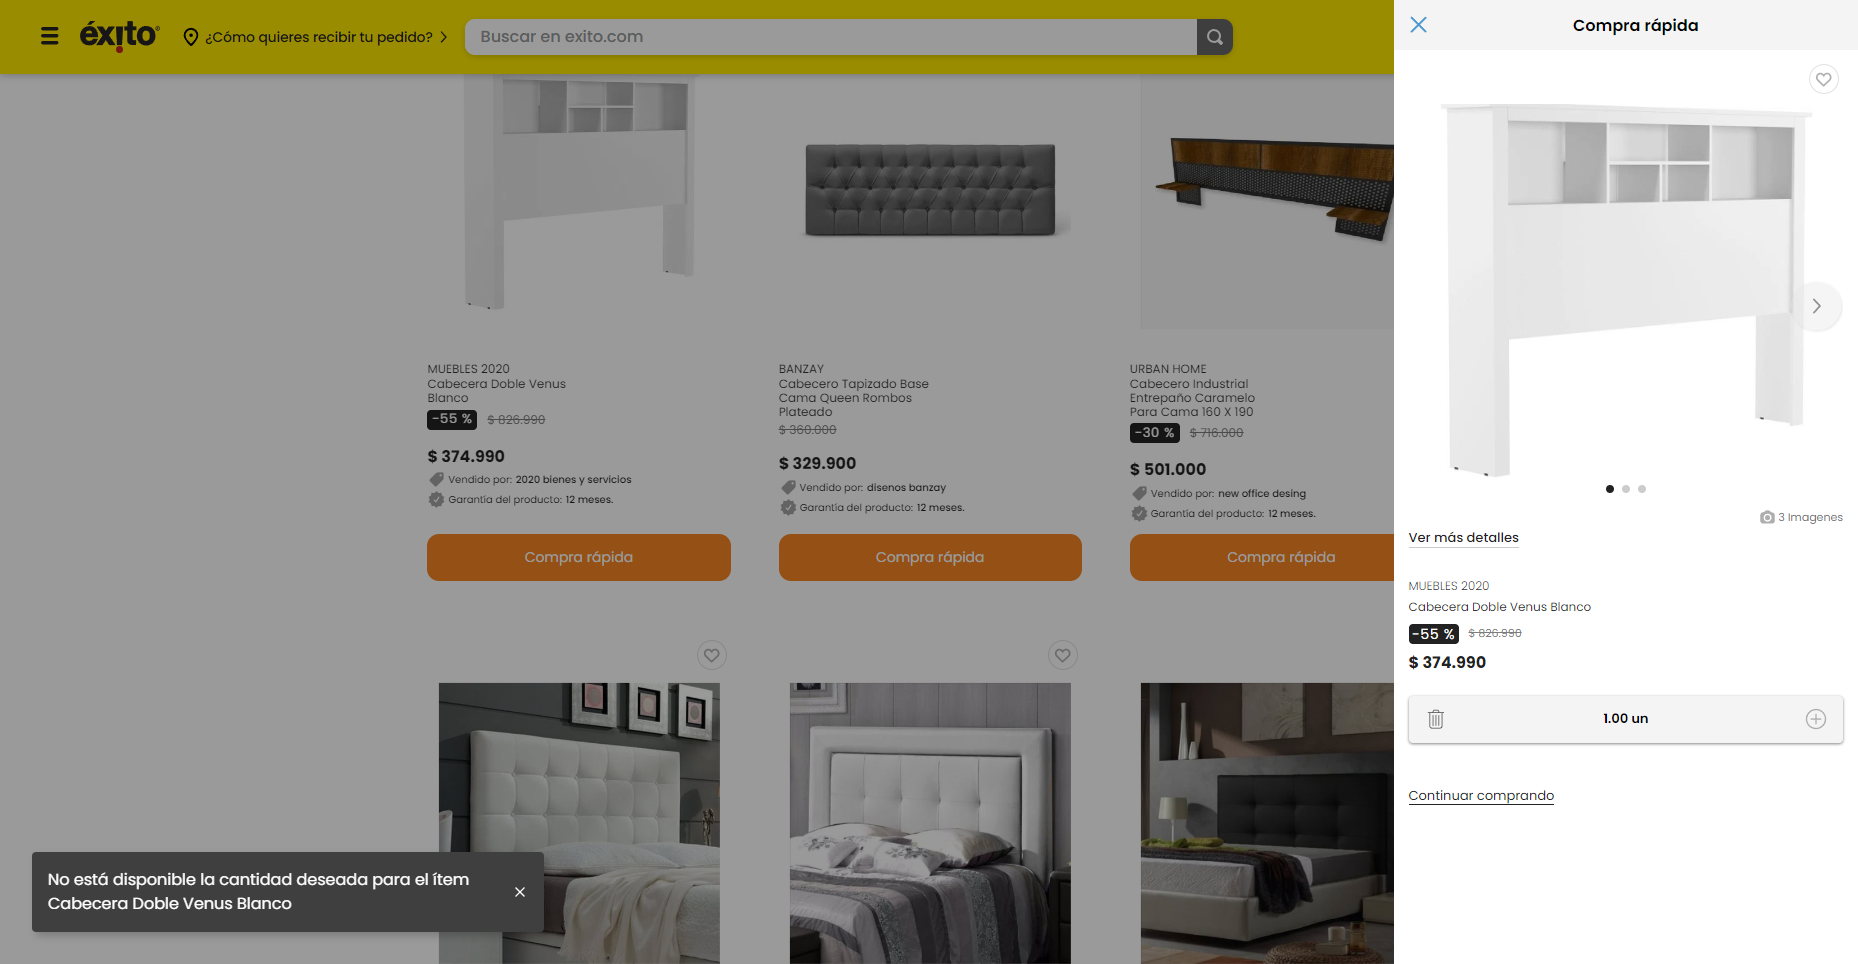 éxito
¿Cómo quieres recibir tu pedido?
Buscar en exito.com
MUEBLES 2020
Cabecera Doble Venus
Blanco
-55 % $ 826.990
$ 374.990
Vendido por: 2020 bienes y servicios
Garantía del producto: 12 meses.
Compra rápida
BANZAY
Cabecero Tapizado Base
Cama Queen Rombos
Plateado
$ 360.000
$ 329.900
Vendido por: disenos banzay
Garantía del producto: 12 meses.
Compra rápida
URBAN HOME
Cabecero Industrial
Entrepaño Caramelo
Para Cama 160 X 190
-30 % $ 716.000
$ 501.000
Vendido por: new office desing
Garantía del producto: 12 meses.
Compra rápida
No está disponible la cantidad deseada para el ítem
Cabecera Doble Venus Blanco
Compra rápida
3 Imagenes
Ver más detalles
MUEBLES 2020
Cabecera Doble Venus Blanco
-55 % $ 826.990
$ 374.990
1.00 un
Continuar comprando